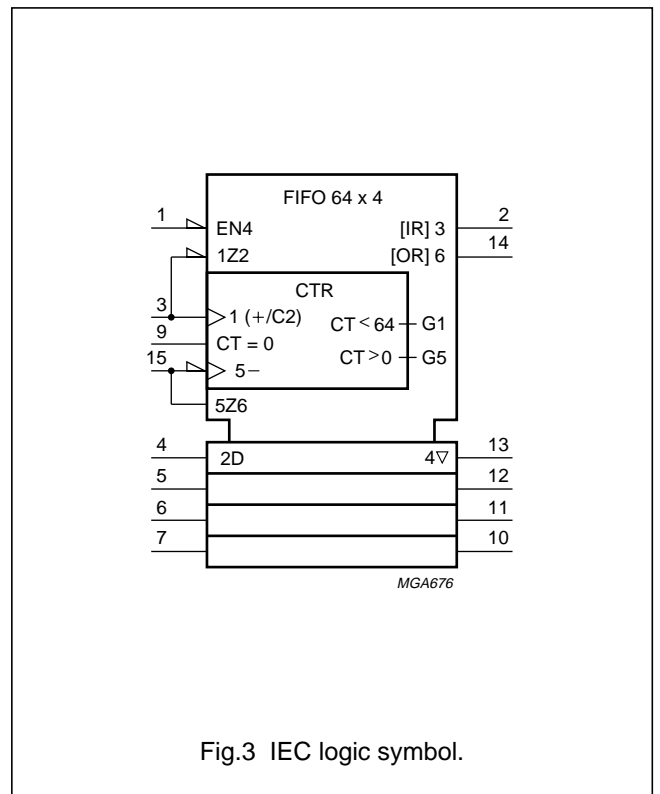 FIFO 64 x 4
1 EN4 [IR] 3 2
1Z2 [OR] 6 14
CTR
3 1 (+/C2) CT < 64 G1
9 CT = 0
15 5− CT > 0 G5
5Z6
4 2D 4▽ 13
5 12
6 11
7 10
MGA676
Fig.3 IEC logic symbol.